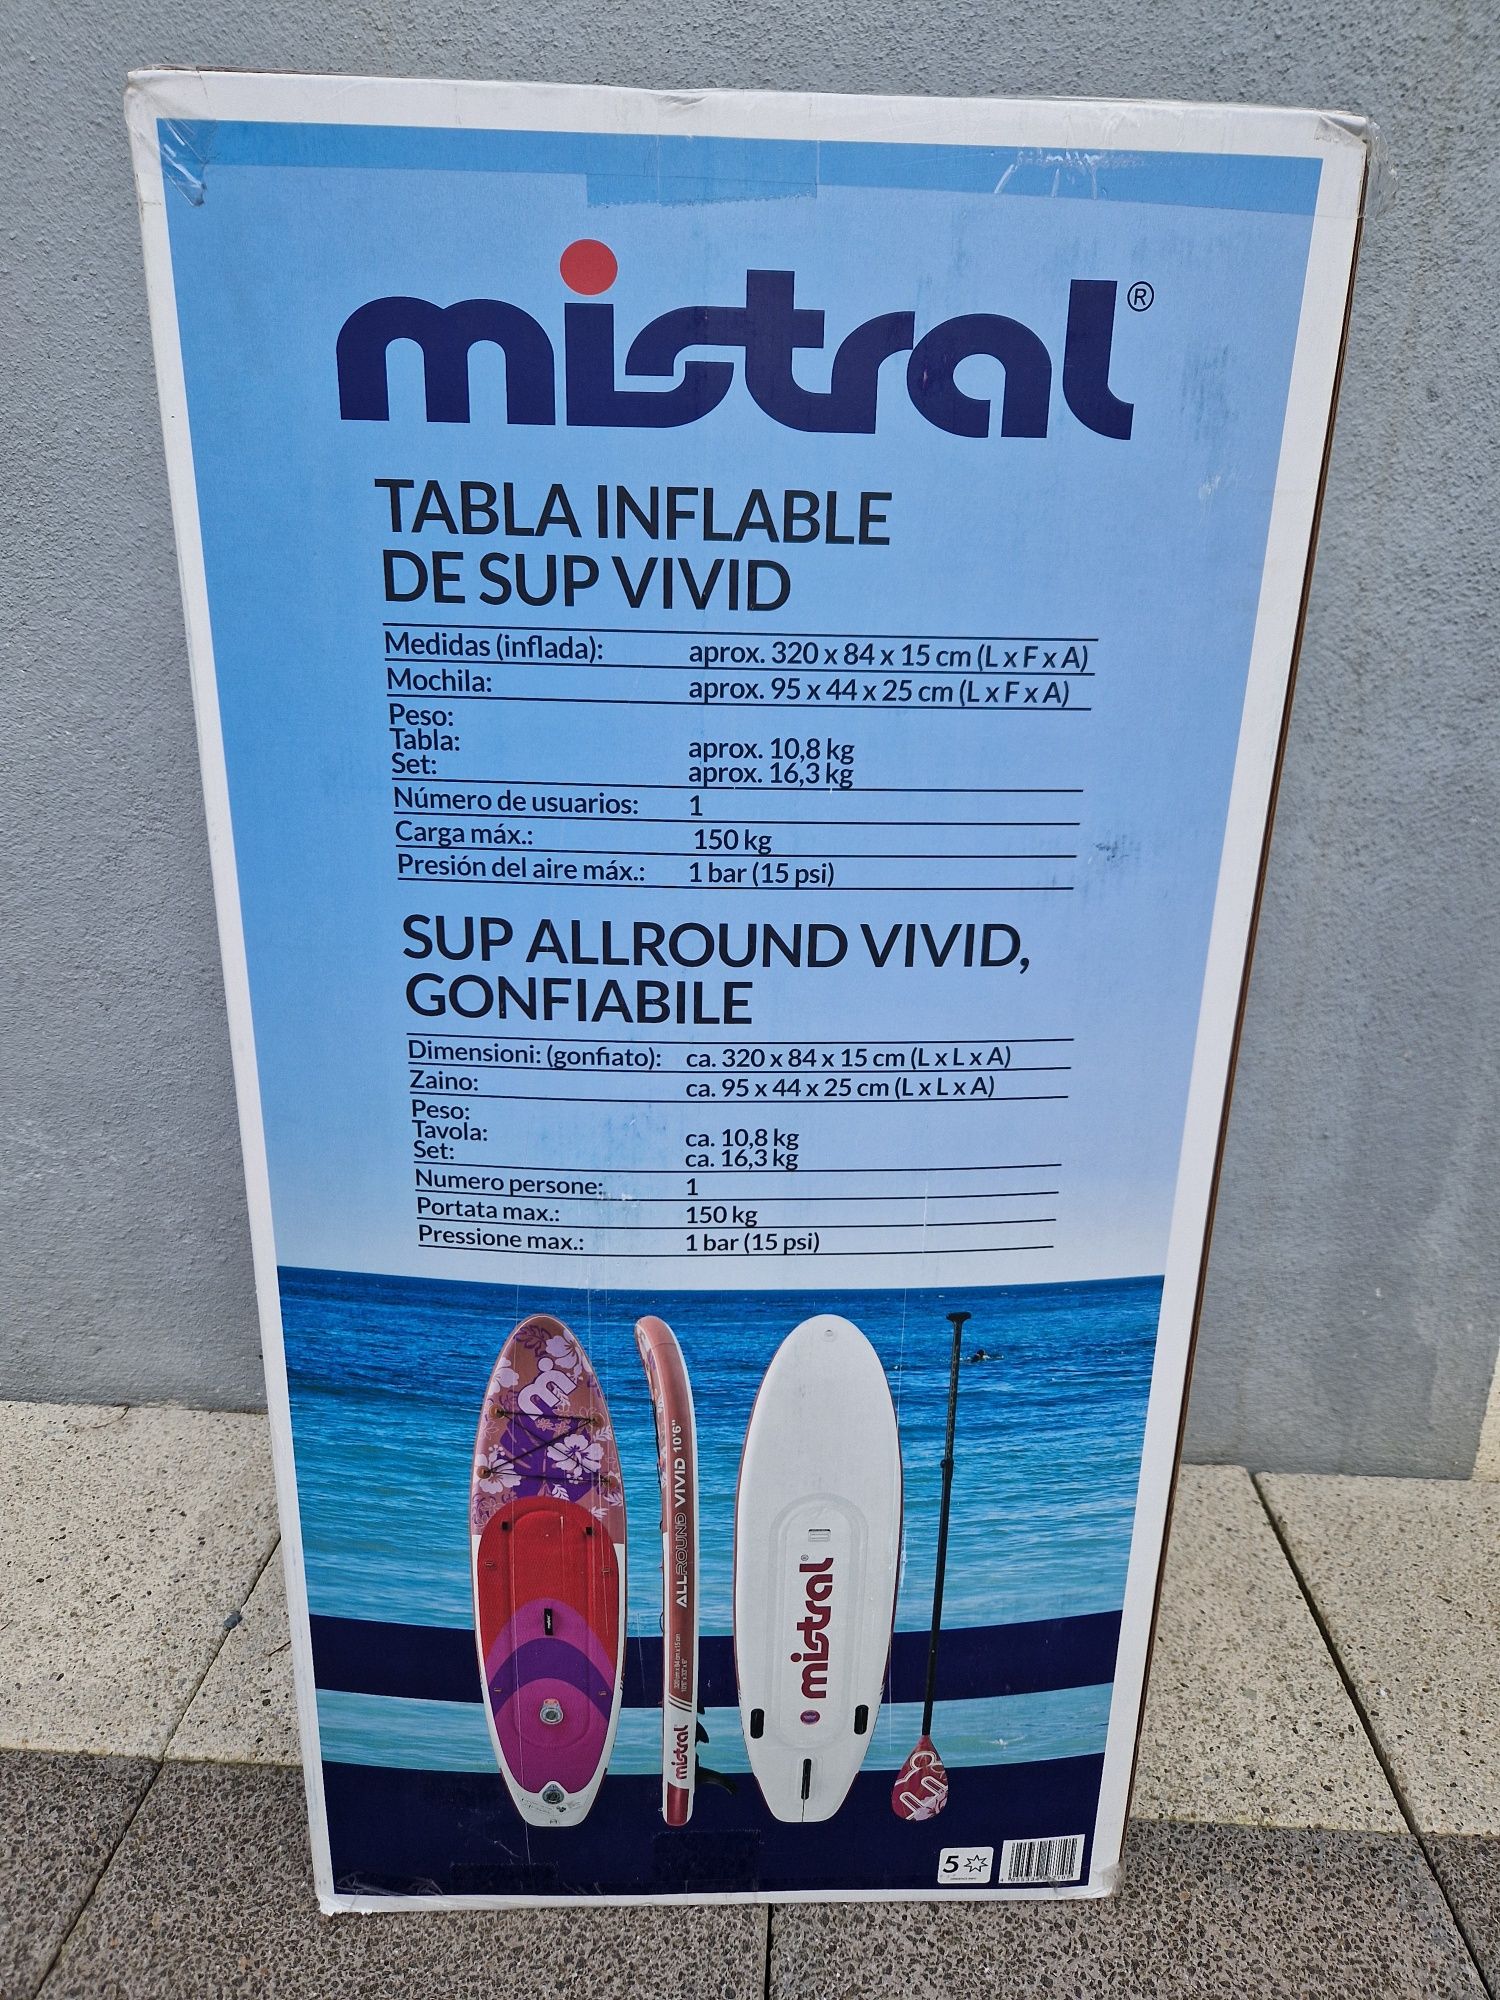 mistral®
TABLA INFLABLE
DE SUP VIVID
Medidas (inflada): aprox. 320 x 84 x 15 cm (L x F x A)
Mochila: aprox. 95 x 44 x 25 cm (L x F x A)
Peso:
Tabla: aprox. 10,8 kg
Set: aprox. 16,3 kg
Número de usuarios: 1
Carga máx.: 150 kg
Presión del aire máx.: 1 bar (15 psi)
SUP ALLROUND VIVID,
GONFIABILE
Dimensioni: (gonfiato): ca. 320 x 84 x 15 cm (L x L x A)
Zaino: ca. 95 x 44 x 25 cm (L x L x A)
Peso:
Tavola: ca. 10,8 kg
Set: ca. 16,3 kg
Numero persone: 1
Portata max.: 150 kg
Pressione max.: 1 bar (15 psi)
mistral
ALLROUND VIVID 10'6"
mistral®
5